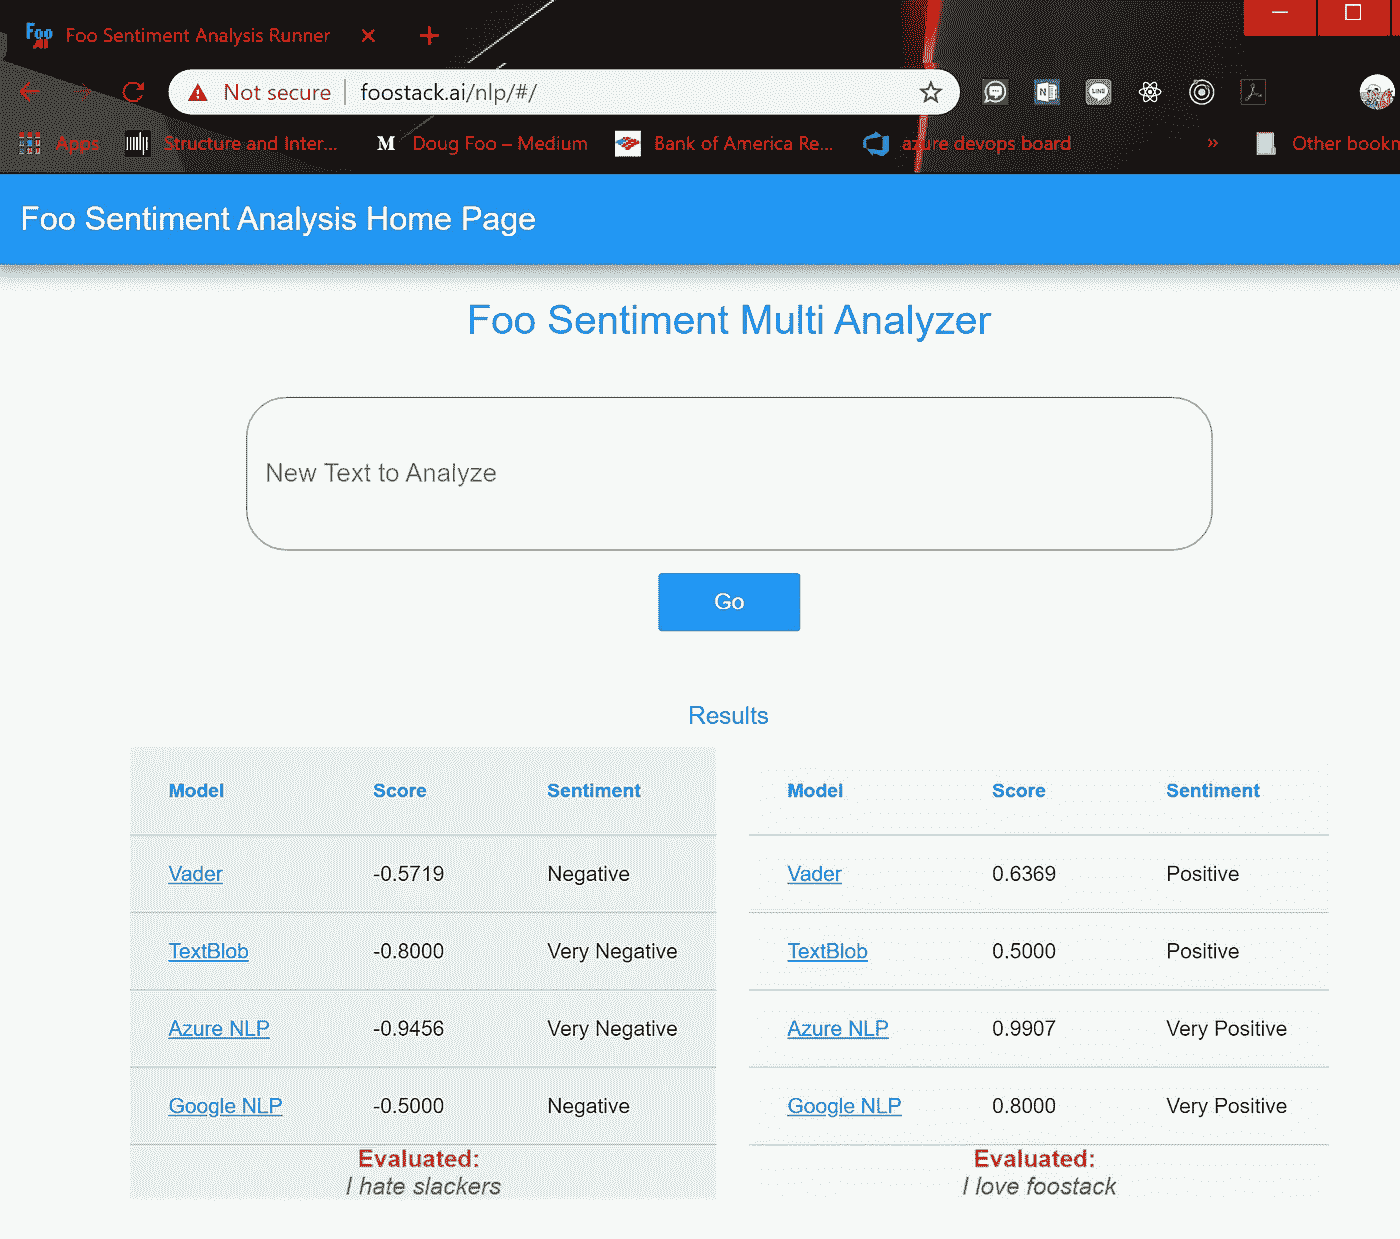 Foo
.AI
Foo Sentiment Analysis Runner
Not secure foostack.ai/nlp/#/
N
LINE
Apps Structure and Inter... M Doug Foo – Medium Bank of America Re... azure devops board » Other bookm
Foo Sentiment Analysis Home Page
Foo Sentiment Multi Analyzer
New Text to Analyze
Go
Results
Model Score Sentiment
Vader -0.5719 Negative
TextBlob -0.8000 Very Negative
Azure NLP -0.9456 Very Negative
Google NLP -0.5000 Negative
Evaluated:
I hate slackers
Model Score Sentiment
Vader 0.6369 Positive
TextBlob 0.5000 Positive
Azure NLP 0.9907 Very Positive
Google NLP 0.8000 Very Positive
Evaluated:
I love foostack